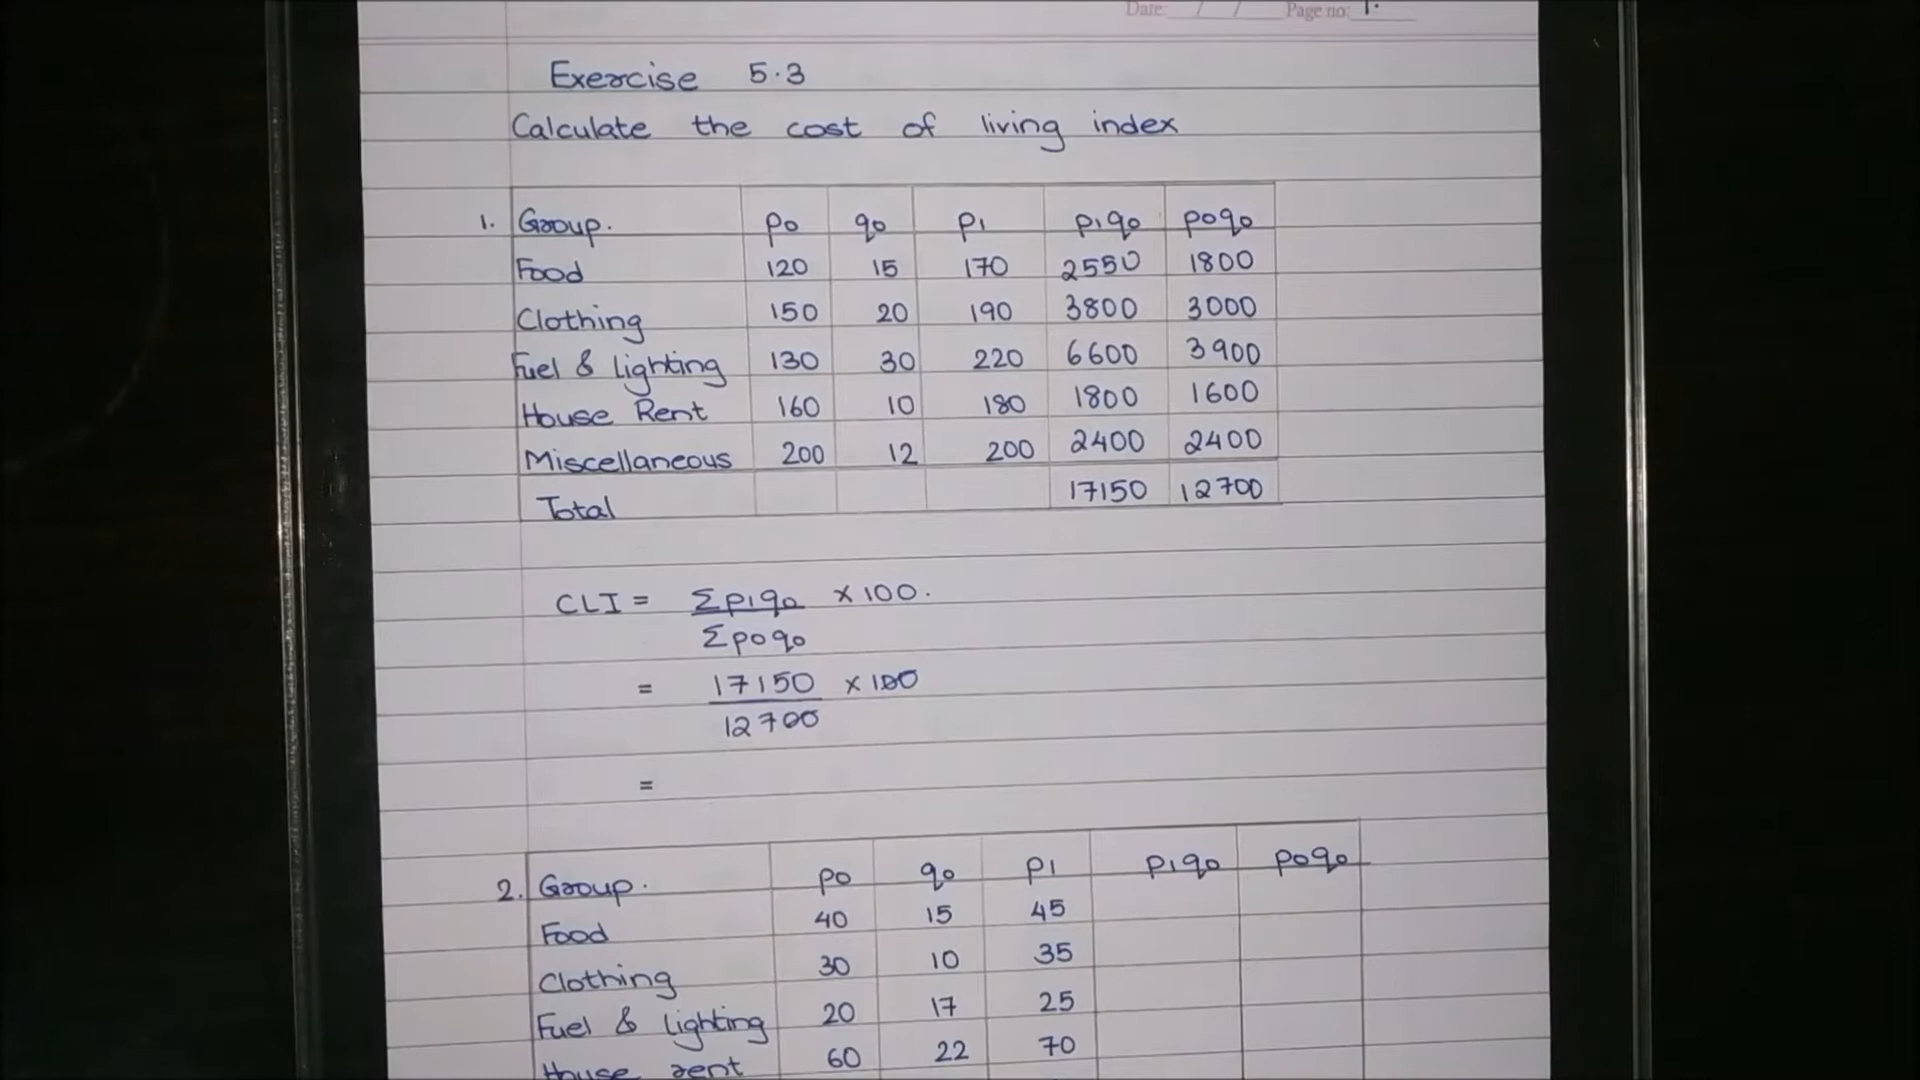 Date: / / Page no: 1.
Exercise 5.3
Calculate the cost of living index
1. Group. p0 q0 p1 p1q0 p0q0
Food 120 15 170 2550 1800
Clothing 150 20 190 3800 3000
Fuel & lighting 130 30 220 6600 3900
House Rent 160 10 180 1800 1600
Miscellaneous 200 12 200 2400 2400
Total 17150 12700
CLI = Σp1q0 × 100.
Σp0q0
= 17150 × 100
12700
=
2. Group. p0 q0 p1 p1q0 p0q0
Food 40 15 45
Clothing 30 10 35
Fuel & lighting 20 17 25
House rent 60 22 70